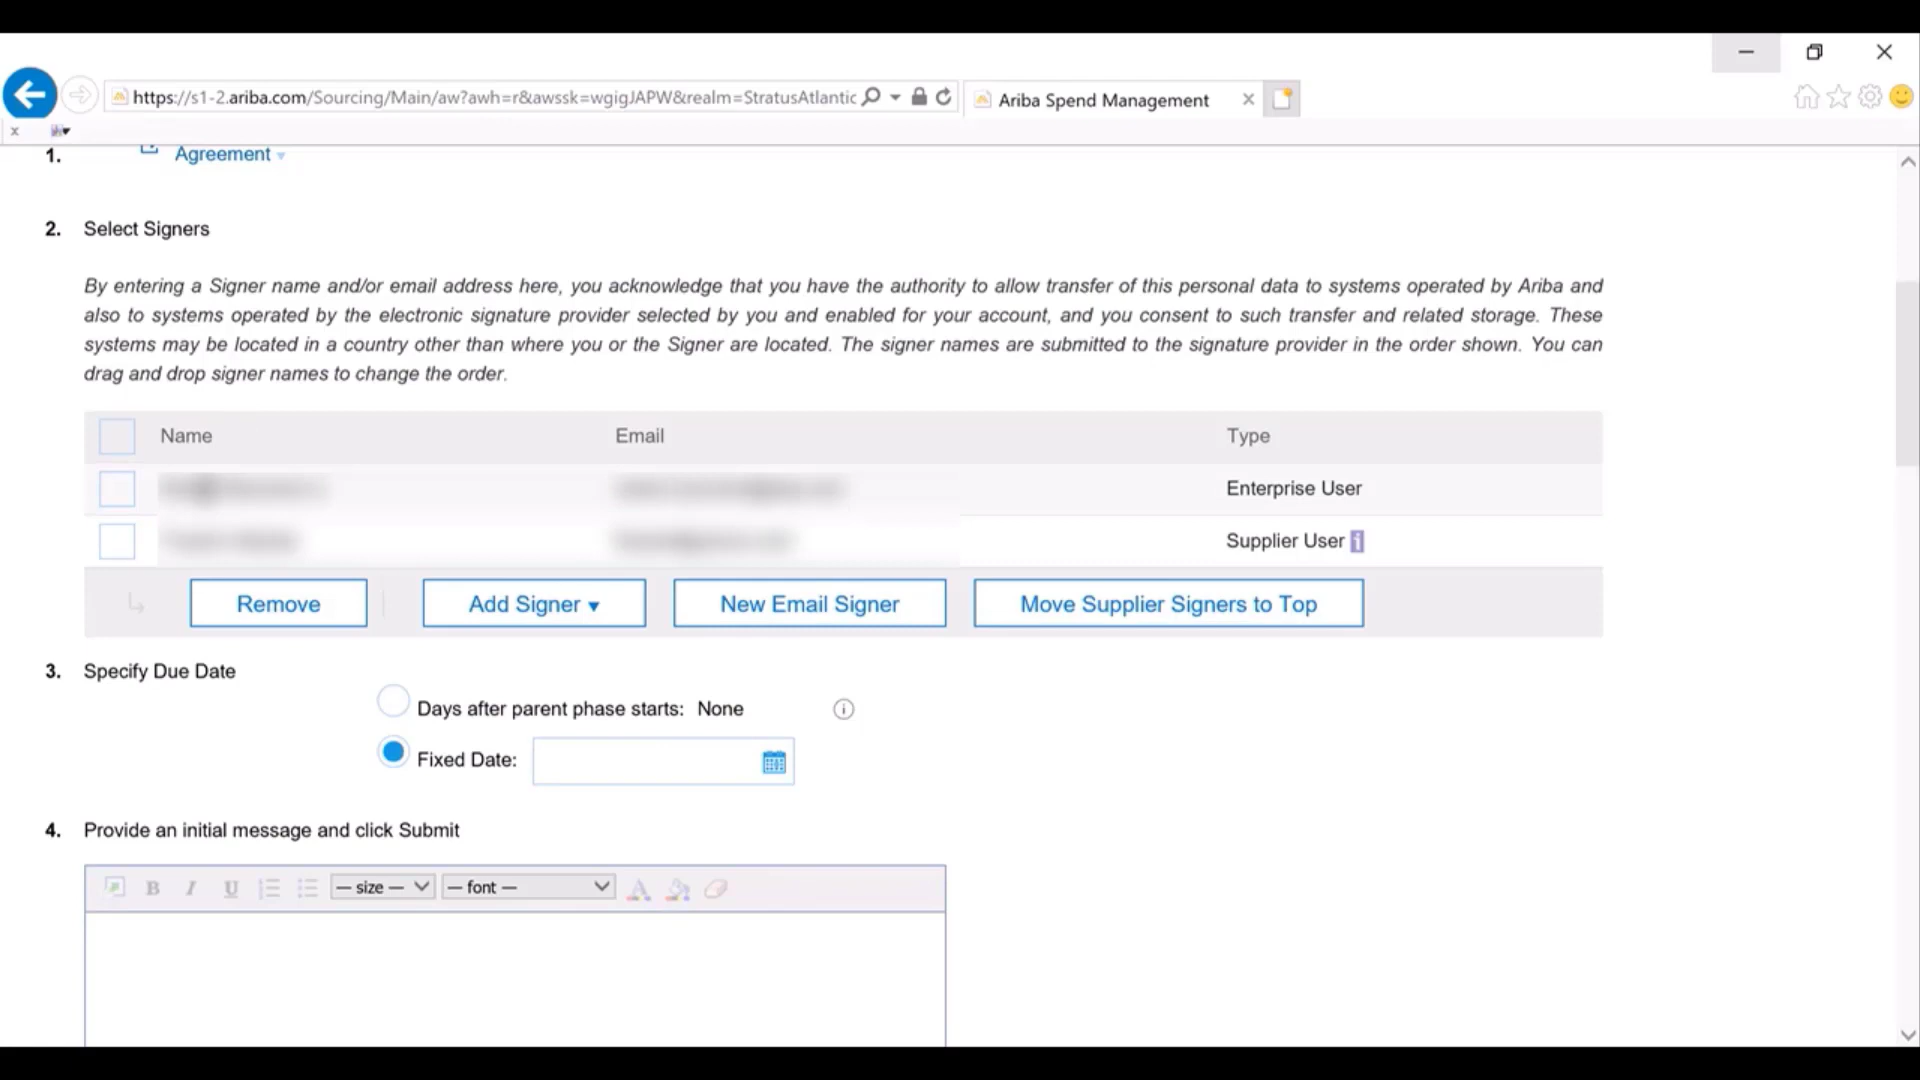 https://s1-2.ariba.com/Sourcing/Main/aw?awh=r&awssk=wgigJAPW&realm=StratusAtlantic
Ariba Spend Management
x
1. Agreement
2. Select Signers
By entering a Signer name and/or email address here, you acknowledge that you have the authority to allow transfer of this personal data to systems operated by Ariba and
also to systems operated by the electronic signature provider selected by you and enabled for your account, and you consent to such transfer and related storage. These
systems may be located in a country other than where you or the Signer are located. The signer names are submitted to the signature provider in the order shown. You can
drag and drop signer names to change the order.
Name Email Type
Enterprise User
Supplier User i
Remove Add Signer New Email Signer Move Supplier Signers to Top
3. Specify Due Date
Days after parent phase starts: None i
Fixed Date:
4. Provide an initial message and click Submit
B I U — size — — font — A